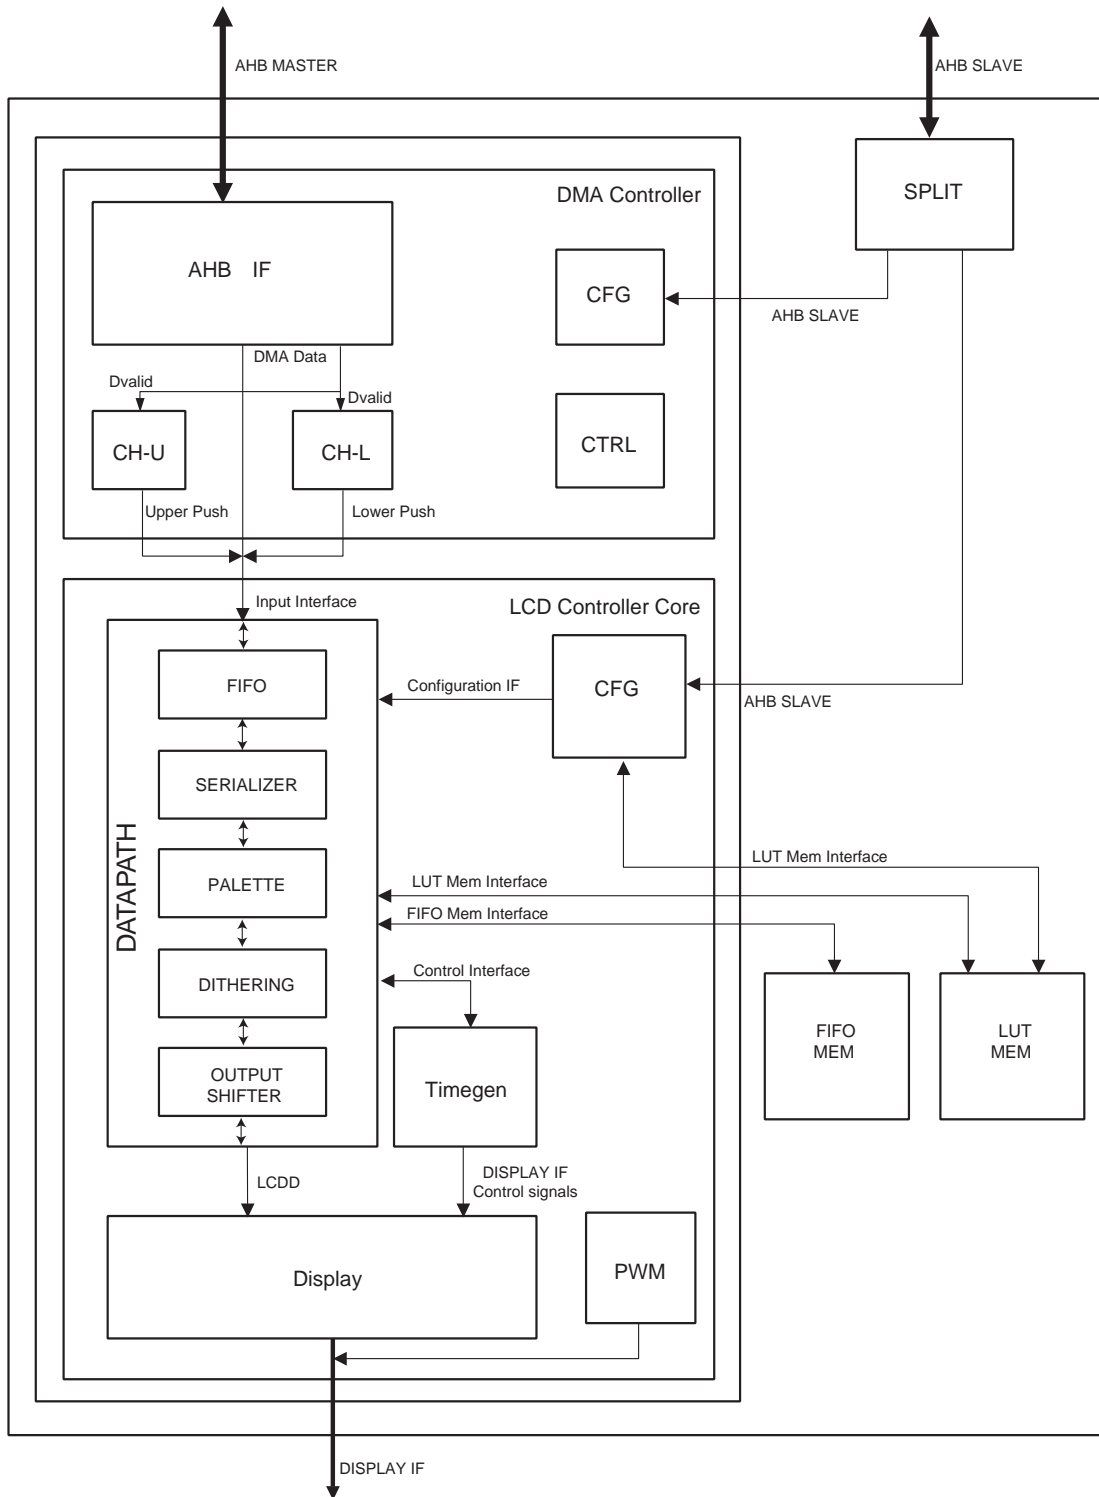 AHB MASTER
AHB SLAVE
DMA Controller
SPLIT
AHB IF
CFG
AHB SLAVE
DMA Data
Dvalid
Dvalid
CH-U
CH-L
CTRL
Upper Push
Lower Push
Input Interface
LCD Controller Core
FIFO
Configuration IF
CFG
AHB SLAVE
SERIALIZER
DATAPATH
PALETTE
LUT Mem Interface
LUT Mem Interface
FIFO Mem Interface
DITHERING
Control Interface
FIFO
MEM
LUT
MEM
OUTPUT
SHIFTER
Timegen
LCDD
DISPLAY IF
Control signals
Display
PWM
DISPLAY IF